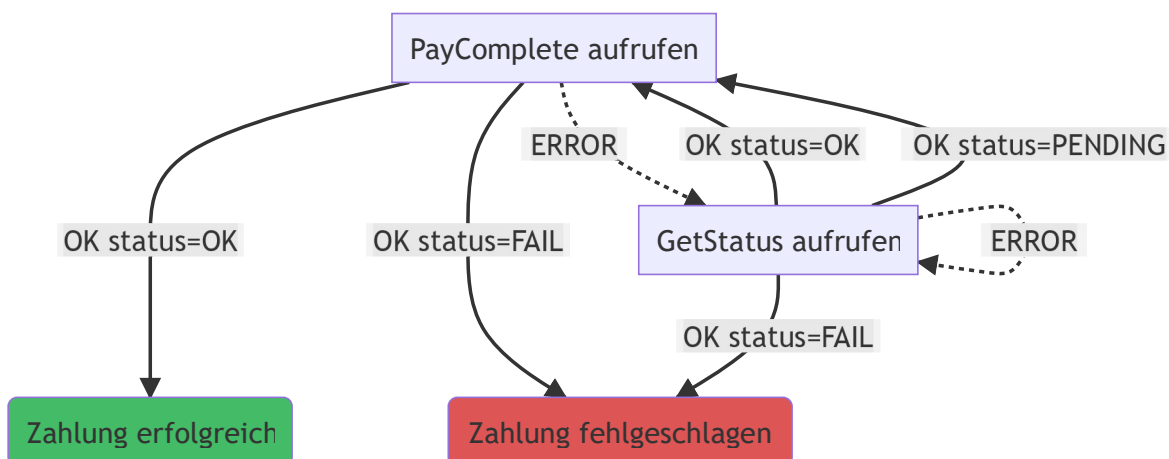 PayComplete aufrufen
ERROR
OK status=OK
OK status=PENDING
OK status=OK
OK status=FAIL
GetStatus aufrufen
ERROR
OK status=FAIL
Zahlung erfolgreich
Zahlung fehlgeschlagen